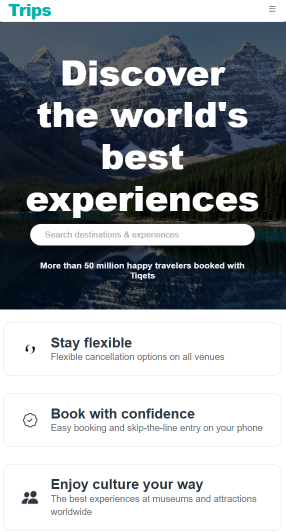 Trips
Discover
the world's
best
experiences
Search destinations & experiences
More than 50 million happy travelers booked with
Tiqets
Stay flexible
Flexible cancellation options on all venues
Book with confidence
Easy booking and skip-the-line entry on your phone
Enjoy culture your way
The best experiences at museums and attractions
worldwide